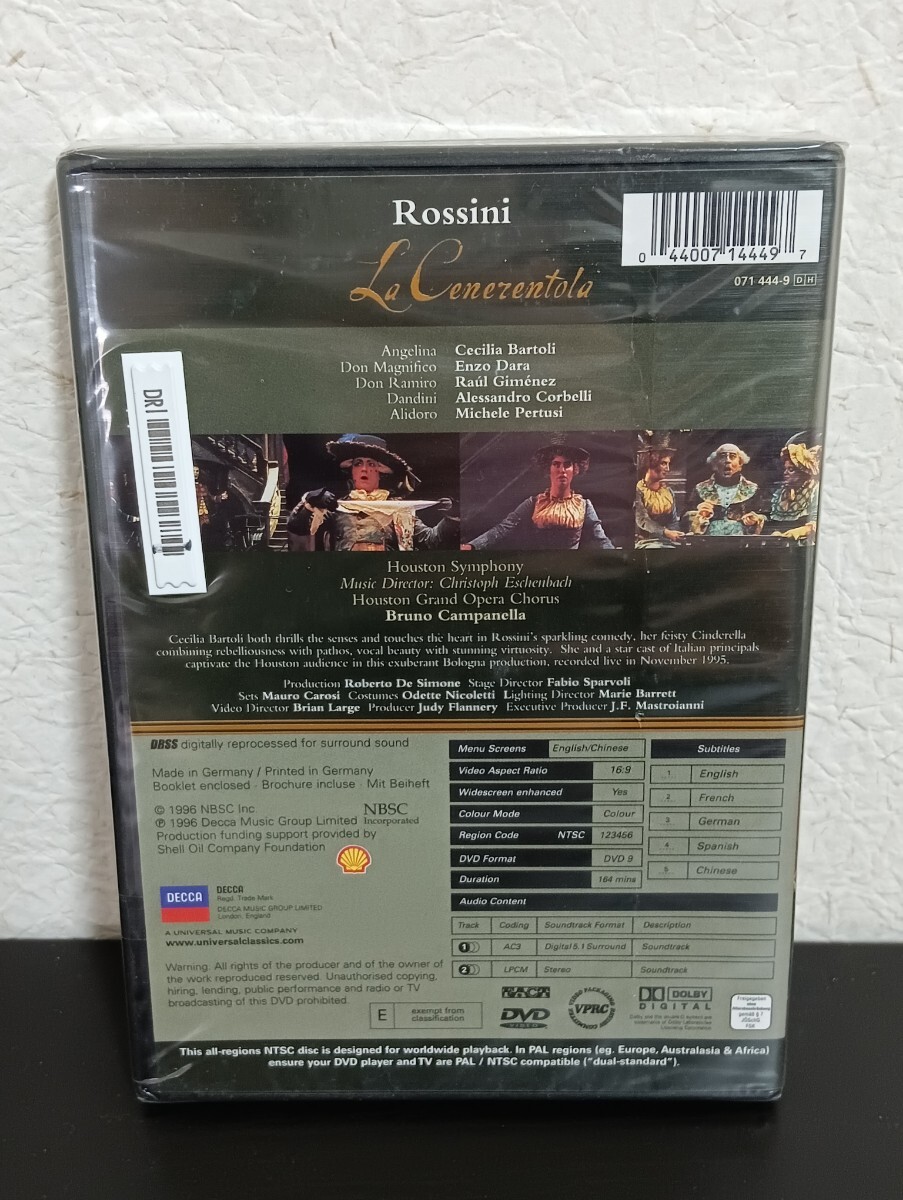 Rossini
La Cenerentola
0 44007 14449 7
071 444-9 DH
DRI
Angelina Cecilia Bartoli
Don Magnifico Enzo Dara
Don Ramiro Raúl Giménez
Dandini Alessandro Corbelli
Alidoro Michele Pertusi
Houston Symphony
Music Director: Christoph Eschenbach
Houston Grand Opera Chorus
Bruno Campanella
Cecilia Bartoli both thrills the senses and touches the heart in Rossini's sparkling comedy, her feisty Cinderella
combining rebelliousness with pathos, vocal beauty with stunning virtuosity. She and a star cast of Italian principals
captivate the Houston audience in this exuberant Bologna production, recorded live in November 1995.
Production Roberto De Simone Stage Director Fabio Sparvoli
Sets Mauro Carosi Costumes Odette Nicoletti Lighting Director Marie Barrett
Video Director Brian Large Producer Judy Flannery Executive Producer J.F. Mastroianni
DRSS digitally reprocessed for surround sound
Made in Germany / Printed in Germany
Booklet enclosed · Brochure incluse · Mit Beiheft
© 1996 NBSC Inc
℗ 1996 Decca Music Group Limited
Production funding support provided by
Shell Oil Company Foundation
NBSC
Incorporated
DECCA
DECCA
Regd. Trade Mark
DECCA MUSIC GROUP LIMITED
London, England
A UNIVERSAL MUSIC COMPANY
www.universalclassics.com
Warning. All rights of the producer and of the owner of
the work reproduced reserved. Unauthorised copying,
hiring, lending, public performance and radio or TV
broadcasting of this DVD prohibited.
E exempt from
classification
Menu Screens English/Chinese
Video Aspect Ratio 16:9
Widescreen enhanced Yes
Colour Mode Colour
Region Code NTSC 123456
DVD Format DVD 9
Duration 164 mins
Subtitles
1 English
2 French
3 German
4 Spanish
5 Chinese
Audio Content
Track Coding Soundtrack Format Description
1 AC3 Digital 5.1 Surround Soundtrack
2 LPCM Stereo Soundtrack
DVD
VIDEO
VPRC
DOLBY
DIGITAL
Freigegeben
ohne
Altersbeschränkung
gemäß § 7
JÖSchG
FSK
This all-regions NTSC disc is designed for worldwide playback. In PAL regions (eg. Europe, Australasia & Africa)
ensure your DVD player and TV are PAL / NTSC compatible ("dual-standard").